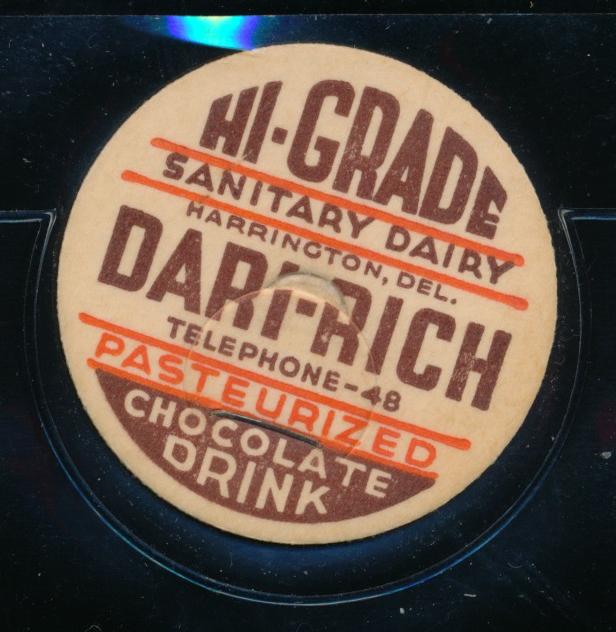 HI-GRADE
SANITARY DAIRY
HARRINGTON, DEL.
DARI-RICH
TELEPHONE-48
PASTEURIZED
CHOCOLATE
DRINK